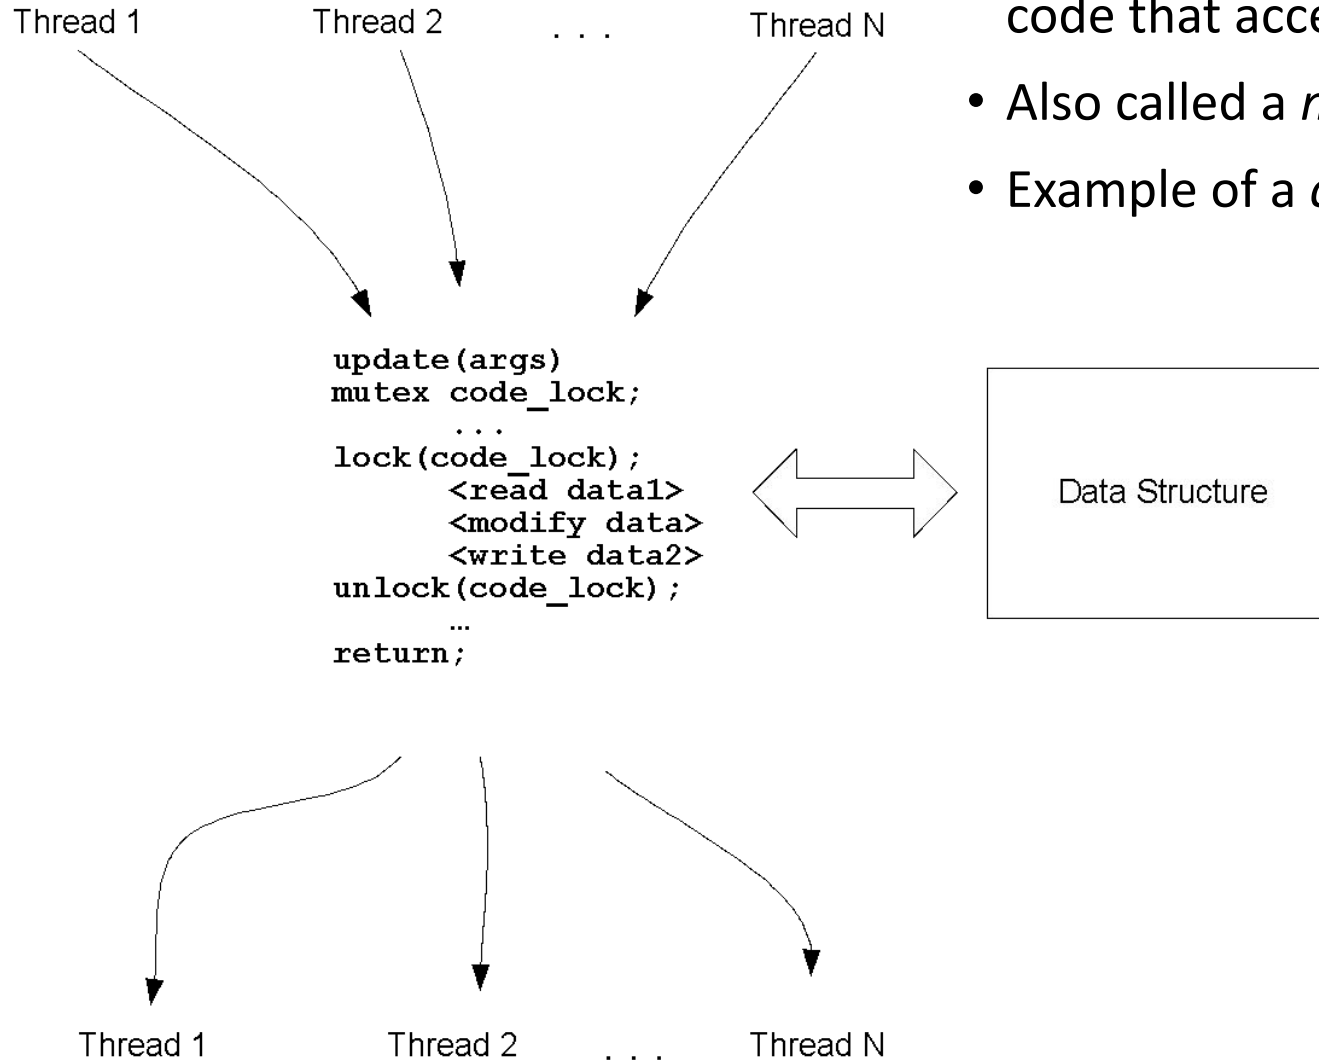 Thread 1 Thread 2 . . . Thread N
code that acce
• Also called a
• Example of a
update(args)
mutex code_lock;
...
lock(code_lock);
<read data1>
<modify data>
<write data2>
unlock(code_lock);
…
return;
Data Structure
Thread 1 Thread 2 . . . Thread N